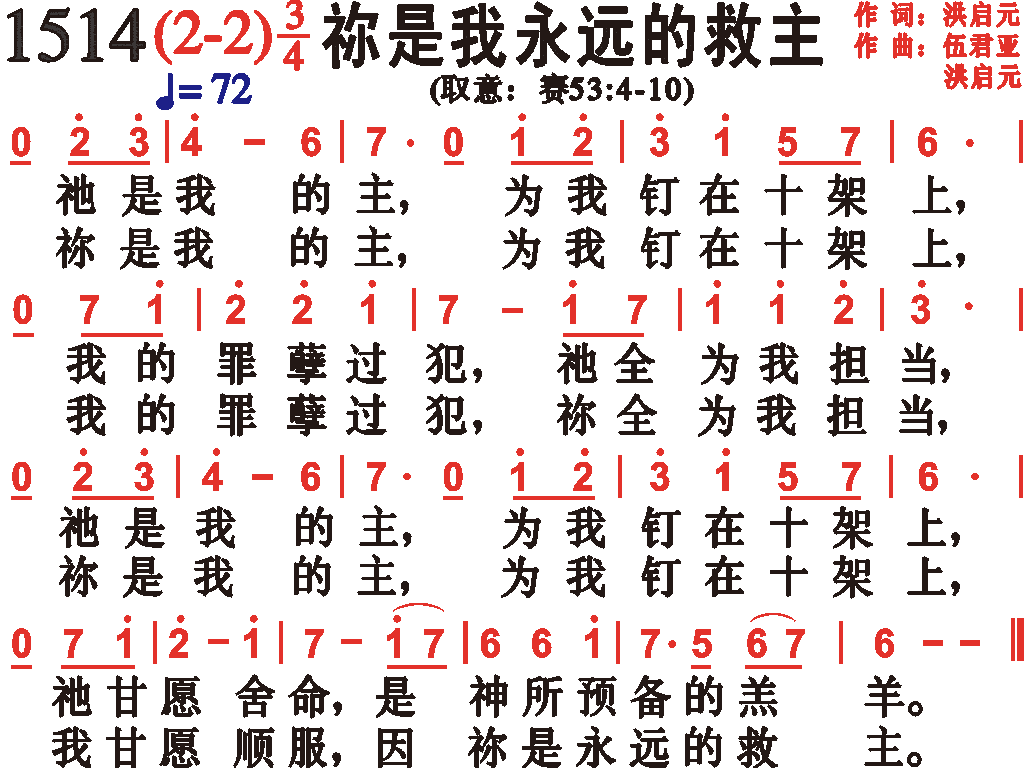 1514(2-2) 3/4 祢是我永远的救主
作 词：洪启元
作 曲：伍君亚
洪启元
♩= 72
(取意：赛53:4-10)
0 2̇ 3̇ | 4̇ － 6 | 7 · 0 1̇ 2̇ | 3̇ 1̇ 5 7 | 6 · |
祂 是 我 的 主， 为 我 钉 在 十 架 上，
祢 是 我 的 主， 为 我 钉 在 十 架 上，
0 7 1̇ | 2̇ 2̇ 1̇ | 7 － 1̇ 7 | 1̇ 1̇ 2̇ | 3̇ · |
我 的 罪 孽 过 犯， 祂 全 为 我 担 当，
我 的 罪 孽 过 犯， 祢 全 为 我 担 当，
0 2̇ 3̇ | 4̇ － 6 | 7 · 0 1̇ 2̇ | 3̇ 1̇ 5 7 | 6 · |
祂 是 我 的 主， 为 我 钉 在 十 架 上，
祢 是 我 的 主， 为 我 钉 在 十 架 上，
0 7 1̇ | 2̇ － 1̇ | 7 － 1̇ 7 | 6 6 1̇ | 7 · 5 6 7 | 6 － － ‖
祂 甘 愿 舍 命， 是 神 所 预 备 的 羔 羊。
我 甘 愿 顺 服， 因 祢 是 永 远 的 救 主。